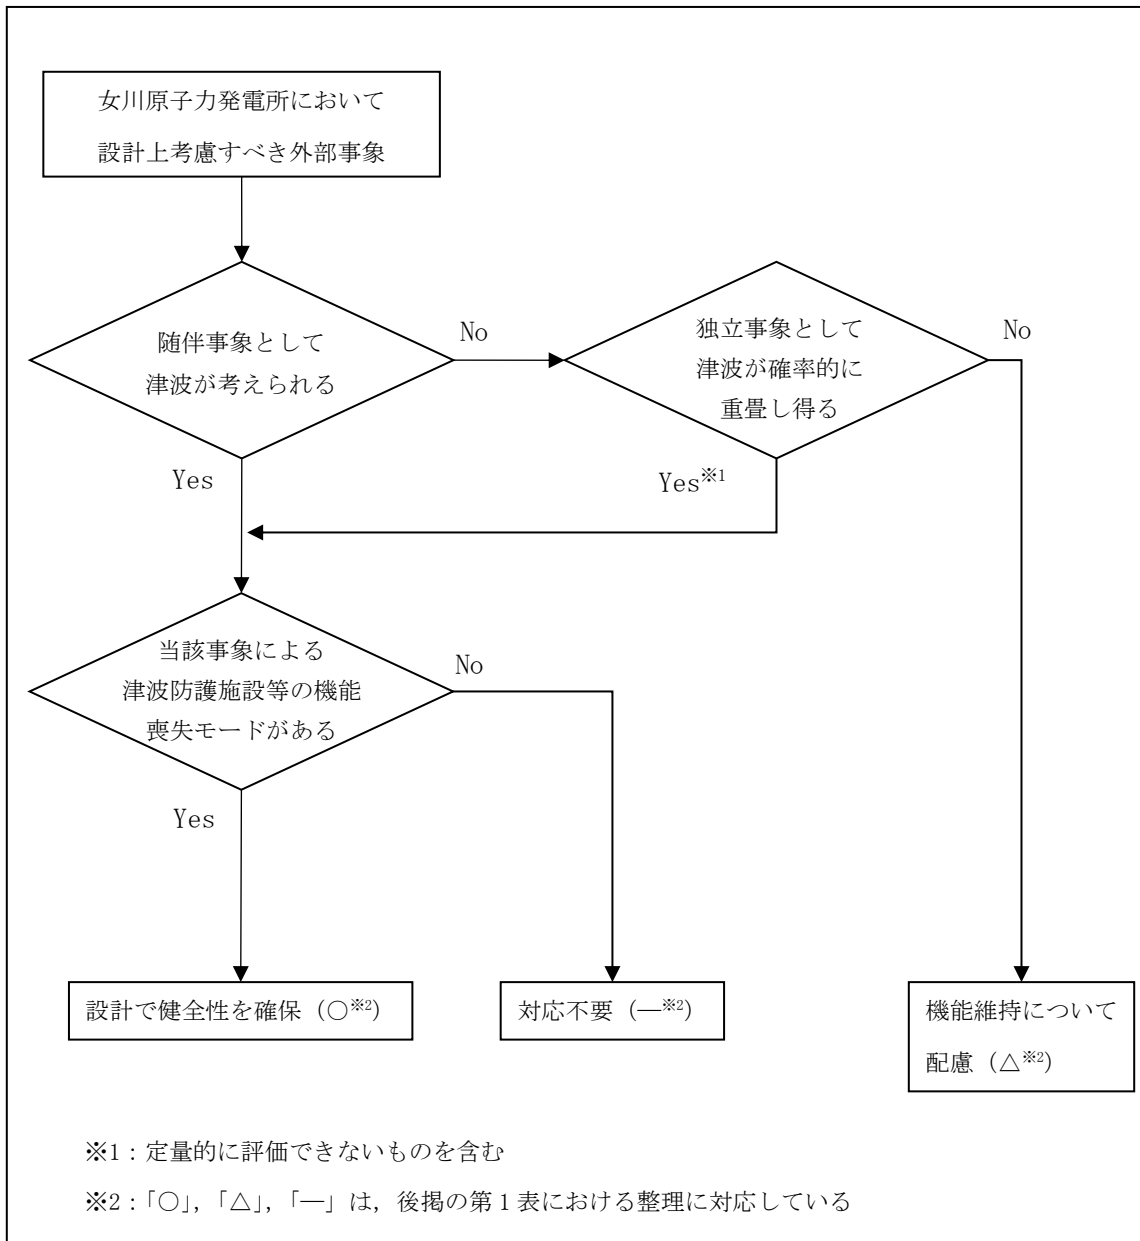 女川原子力発電所において
設計上考慮すべき外部事象
随伴事象として
津波が考えられる
No
独立事象として
津波が確率的に
重畳し得る
No
Yes
Yes※1
当該事象による
津波防護施設等の機能
喪失モードがある
No
Yes
設計で健全性を確保（○※2）
対応不要（―※2）
機能維持について
配慮（△※2）
※1：定量的に評価できないものを含む
※2：「○」，「△」，「―」は，後掲の第1表における整理に対応している